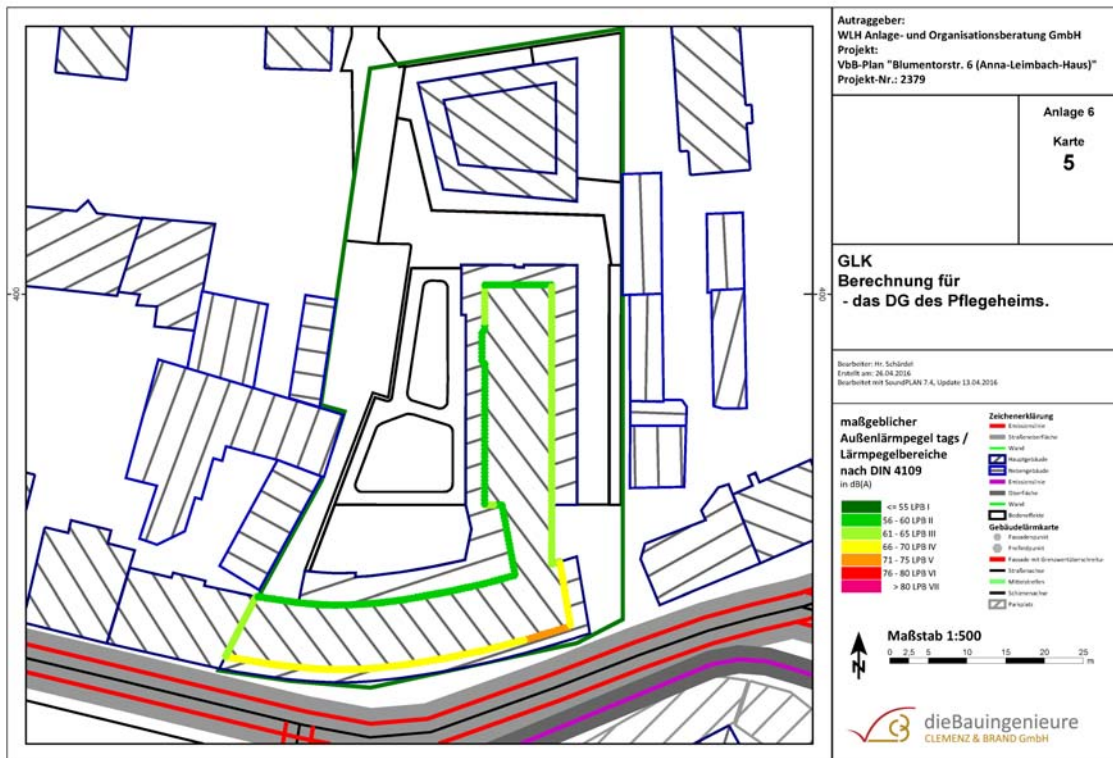 Autraggeber:
WLH Anlage- und Organisationsberatung GmbH
Projekt:
VbB-Plan "Blumentorstr. 6 (Anna-Leimbach-Haus)"
Projekt-Nr.: 2379
Anlage 6
Karte
5
GLK
Berechnung für
- das DG des Pflegeheims.
Bearbeiter: Hr. Schärdel
Erstellt am: 26.04.2016
Bearbeitet mit SoundPLAN 7.4, Update 13.04.2016
maßgeblicher
Außenlärmpegel tags /
Lärmpegelbereiche
nach DIN 4109
in dB(A)
<= 55 LPB I
56 - 60 LPB II
61 - 65 LPB III
66 - 70 LPB IV
71 - 75 LPB V
76 - 80 LPB VI
> 80 LPB VII
Zeichenerklärung
Emissionslinie
Straßenoberfläche
Wand
Hauptgebäude
Nebengebäude
Emissionslinie
Oberfläche
Wand
Bodeneffekte
Gebäudelärmkarte
Fassadenpunkt
Freifeldpunkt
Fassade mit Grenzwertüberschreitur
Straßenachse
Mittelstreifen
Schienenachse
Parkplatz
Maßstab 1:500
0 2,5 5 10 15 20 25
m
N
dieBauingenieure
CLEMENZ & BRAND GmbH
400
400